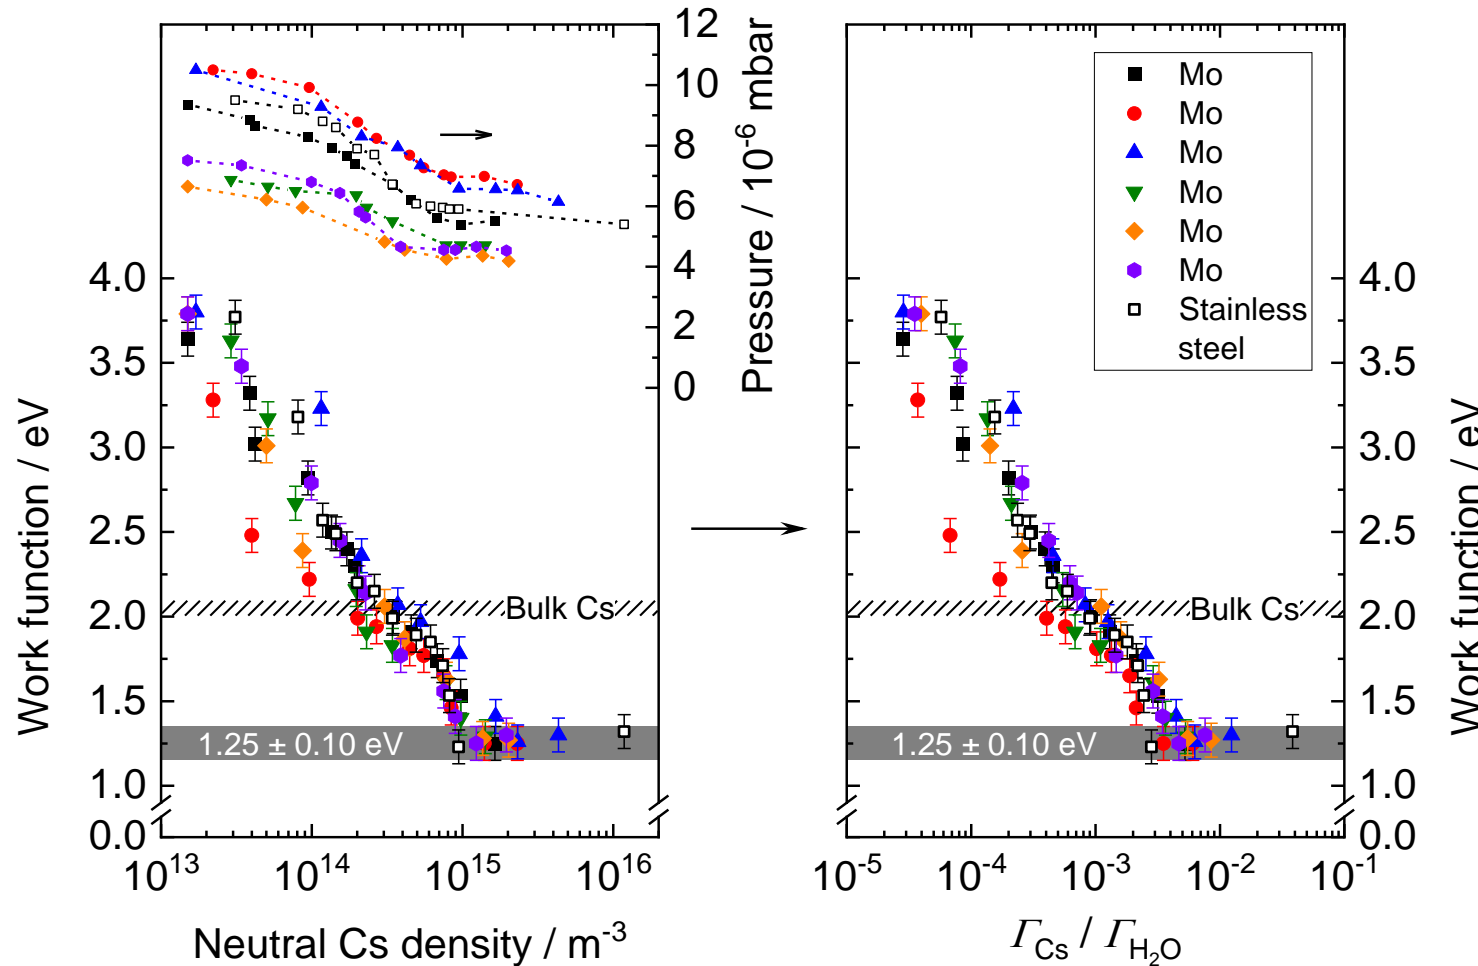 12
10
8
6
4
2
0
Pressure / 10⁻⁶ mbar
4.0
3.5
3.0
2.5
2.0
1.5
1.0
0.0
Work function / eV
Bulk Cs
1.25 ± 0.10 eV
10¹³
10¹⁴
10¹⁵
10¹⁶
Neutral Cs density / m⁻³
Mo
Mo
Mo
Mo
Mo
Mo
Stainless
steel
Bulk Cs
1.25 ± 0.10 eV
4.0
3.5
3.0
2.5
2.0
1.5
1.0
0.0
Work function / eV
10⁻⁵
10⁻⁴
10⁻³
10⁻²
10⁻¹
Γ_Cs / Γ_H₂O